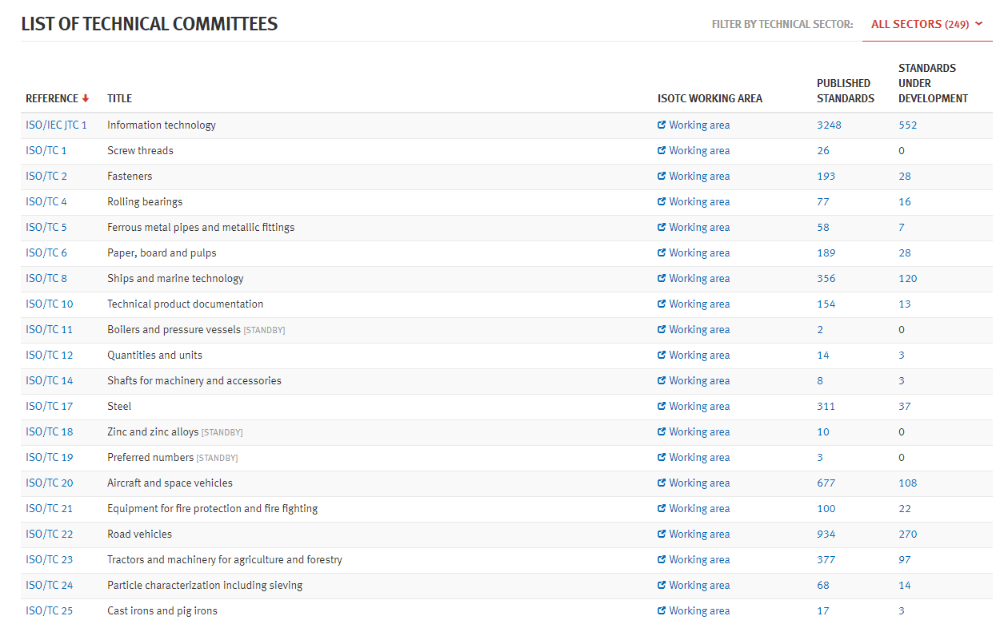 LIST OF TECHNICAL COMMITTEES
FILTER BY TECHNICAL SECTOR: ALL SECTORS (249)
REFERENCE TITLE ISOTC WORKING AREA PUBLISHED STANDARDS STANDARDS UNDER DEVELOPMENT
ISO/IEC JTC 1 Information technology Working area 3248 552
ISO/TC 1 Screw threads Working area 26 0
ISO/TC 2 Fasteners Working area 193 28
ISO/TC 4 Rolling bearings Working area 77 16
ISO/TC 5 Ferrous metal pipes and metallic fittings Working area 58 7
ISO/TC 6 Paper, board and pulps Working area 189 28
ISO/TC 8 Ships and marine technology Working area 356 120
ISO/TC 10 Technical product documentation Working area 154 13
ISO/TC 11 Boilers and pressure vessels [STANDBY] Working area 2 0
ISO/TC 12 Quantities and units Working area 14 3
ISO/TC 14 Shafts for machinery and accessories Working area 8 3
ISO/TC 17 Steel Working area 311 37
ISO/TC 18 Zinc and zinc alloys [STANDBY] Working area 10 0
ISO/TC 19 Preferred numbers [STANDBY] Working area 3 0
ISO/TC 20 Aircraft and space vehicles Working area 677 108
ISO/TC 21 Equipment for fire protection and fire fighting Working area 100 22
ISO/TC 22 Road vehicles Working area 934 270
ISO/TC 23 Tractors and machinery for agriculture and forestry Working area 377 97
ISO/TC 24 Particle characterization including sieving Working area 68 14
ISO/TC 25 Cast irons and pig irons Working area 17 3